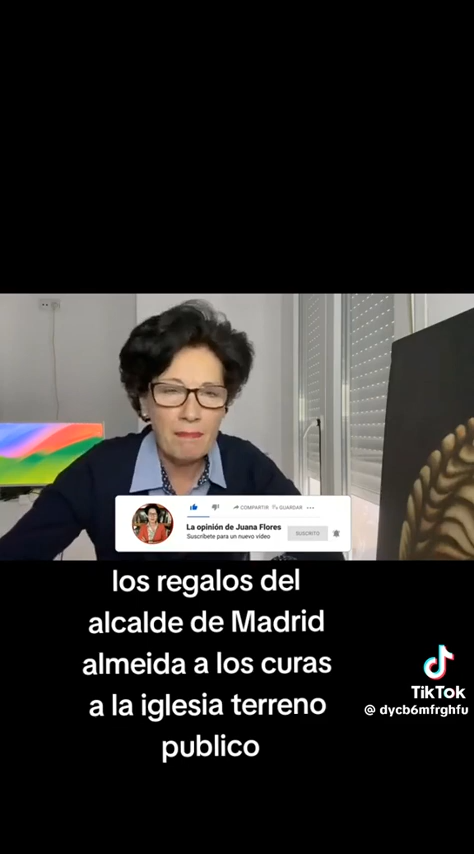 COMPARTIR
GUARDAR
La opinión de Juana Flores
Suscríbete para un nuevo vídeo
SUSCRITO
los regalos del
alcalde de Madrid
almeida a los curas
a la iglesia terreno
publico
TikTok
@ dycb6mfrghfu